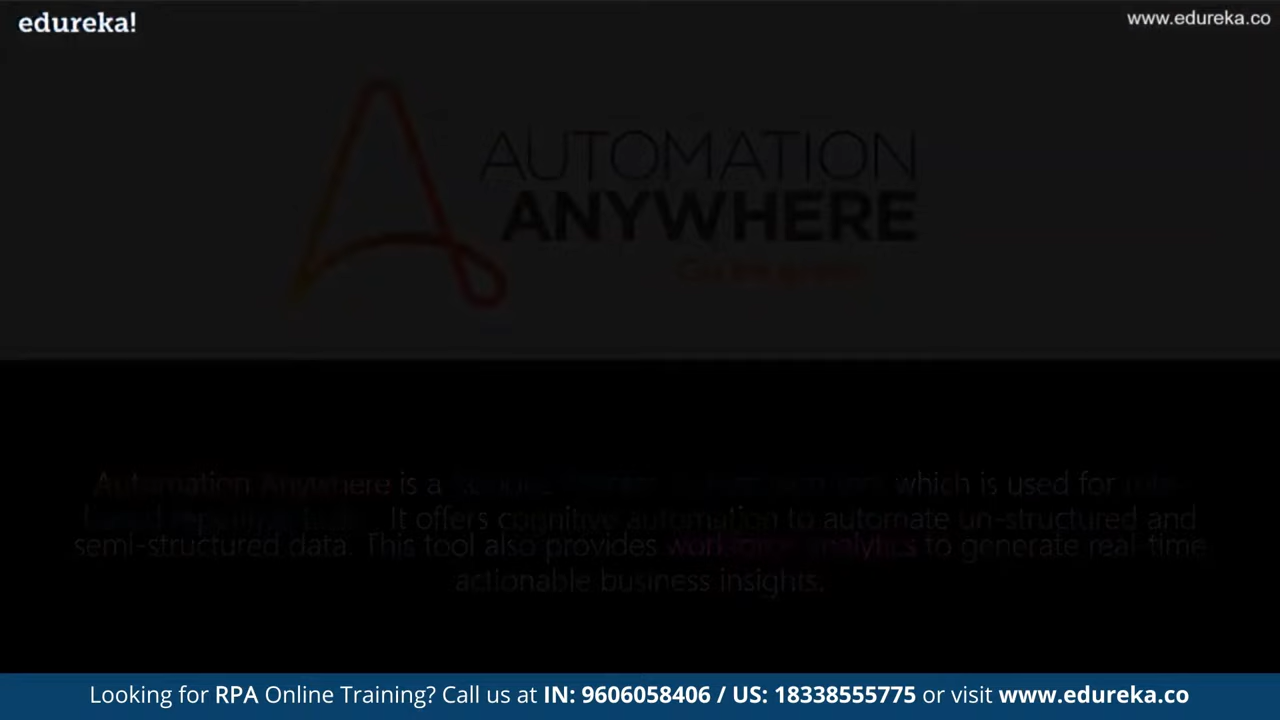 edureka!
www.edureka.co
AUTOMATION
ANYWHERE
Automation Anywhere is a which is used for
It offers cognitive automation to automate un-structured and
semi-structured data. This tool also provides workforce analytics to generate real-time
actionable business insights.
Looking for RPA Online Training? Call us at IN: 9606058406 / US: 18338555775 or visit www.edureka.co